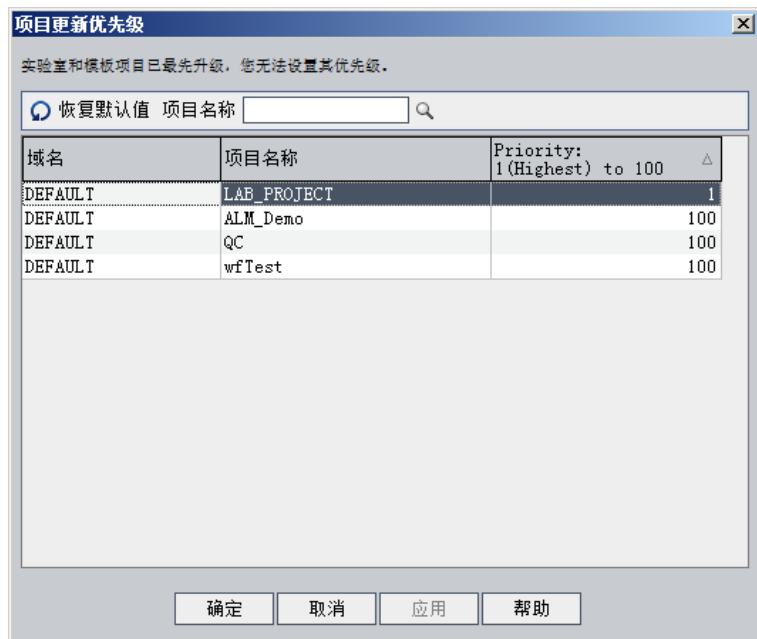 项目更新优先级
实验室和模板项目已最先升级，您无法设置其优先级。
恢复默认值 项目名称
域名 项目名称 Priority:
1(Highest) to 100
DEFAULT LAB_PROJECT 1
DEFAULT ALM_Demo 100
DEFAULT QC 100
DEFAULT wfTest 100
确定 取消 应用 帮助